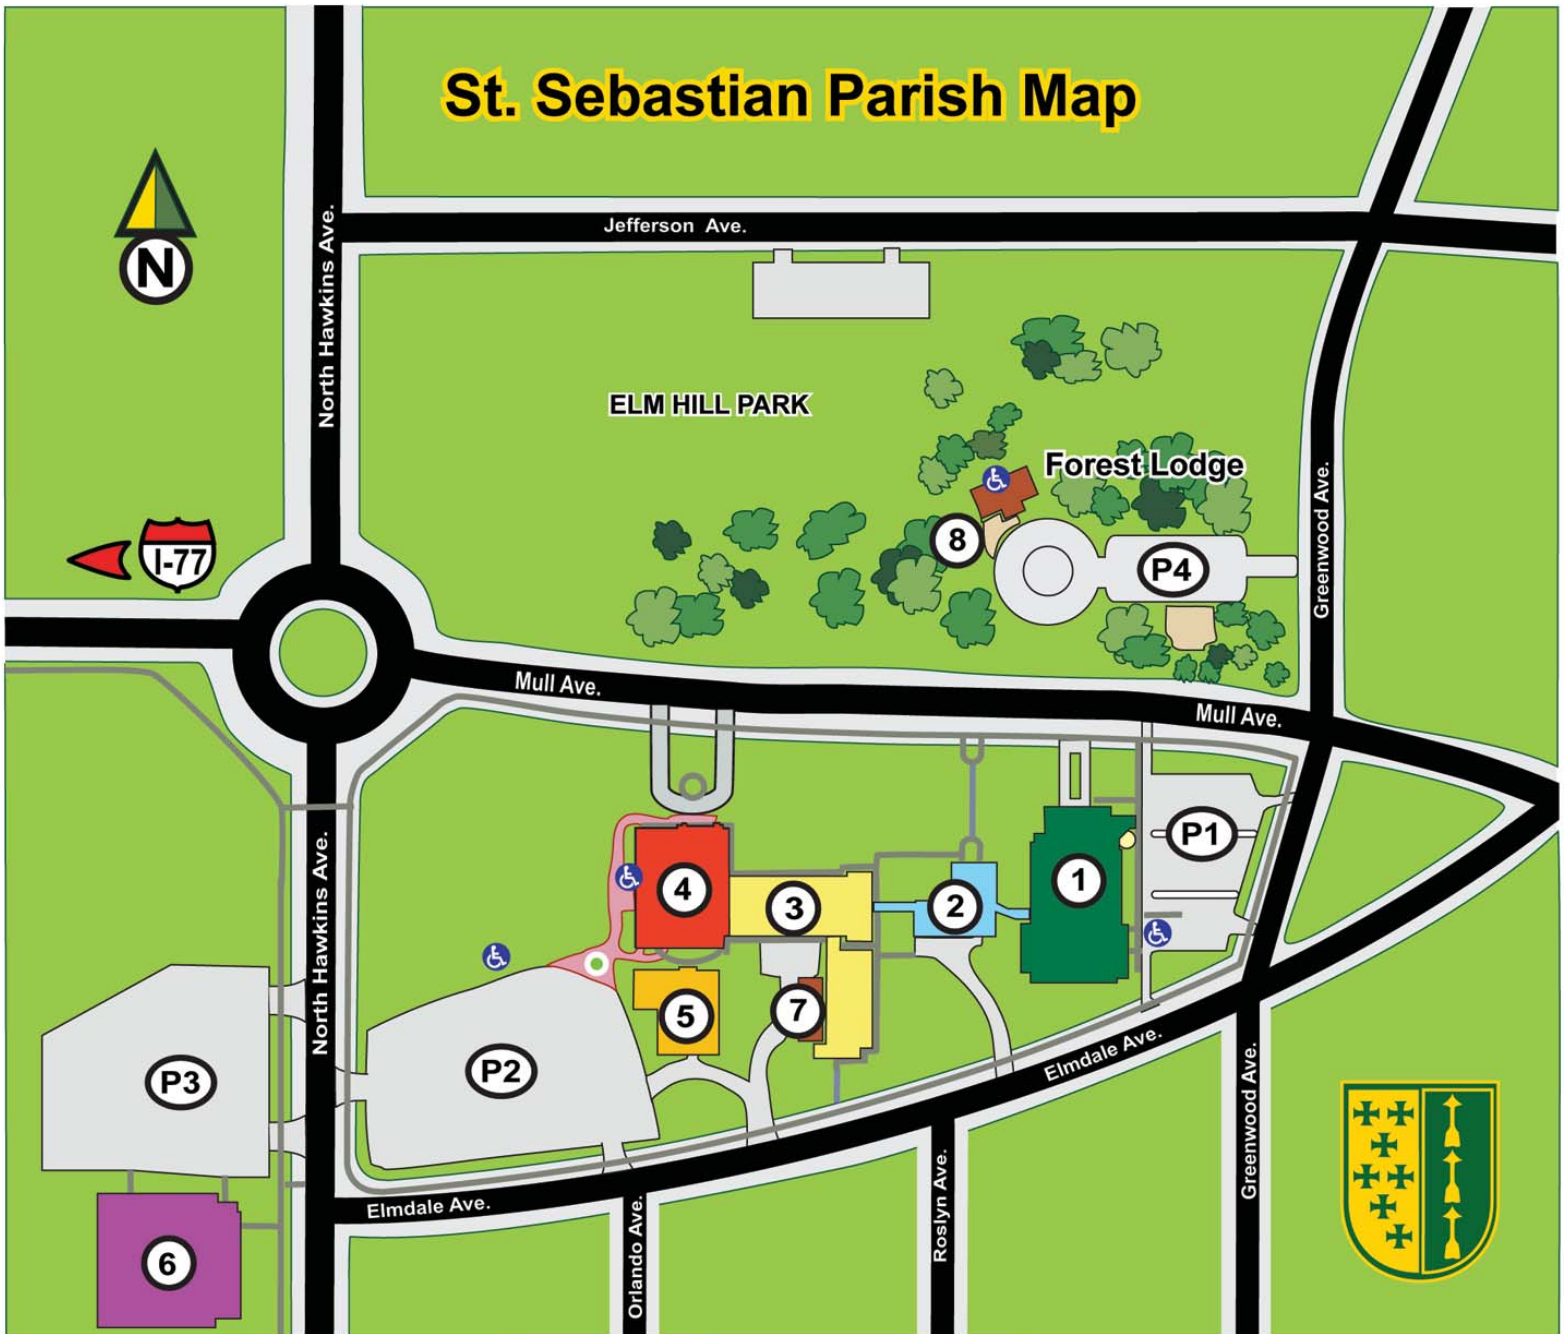 St. Sebastian Parish Map
N
North Hawkins Ave.
Jefferson Ave.
ELM HILL PARK
Forest Lodge
I-77
8
P4
Greenwood Ave.
Mull Ave.
Mull Ave.
P1
4
3
2
1
5
7
North Hawkins Ave.
P3
P2
Elmdale Ave.
Elmdale Ave.
6
Orlando Ave.
Roslyn Ave.
Greenwood Ave.